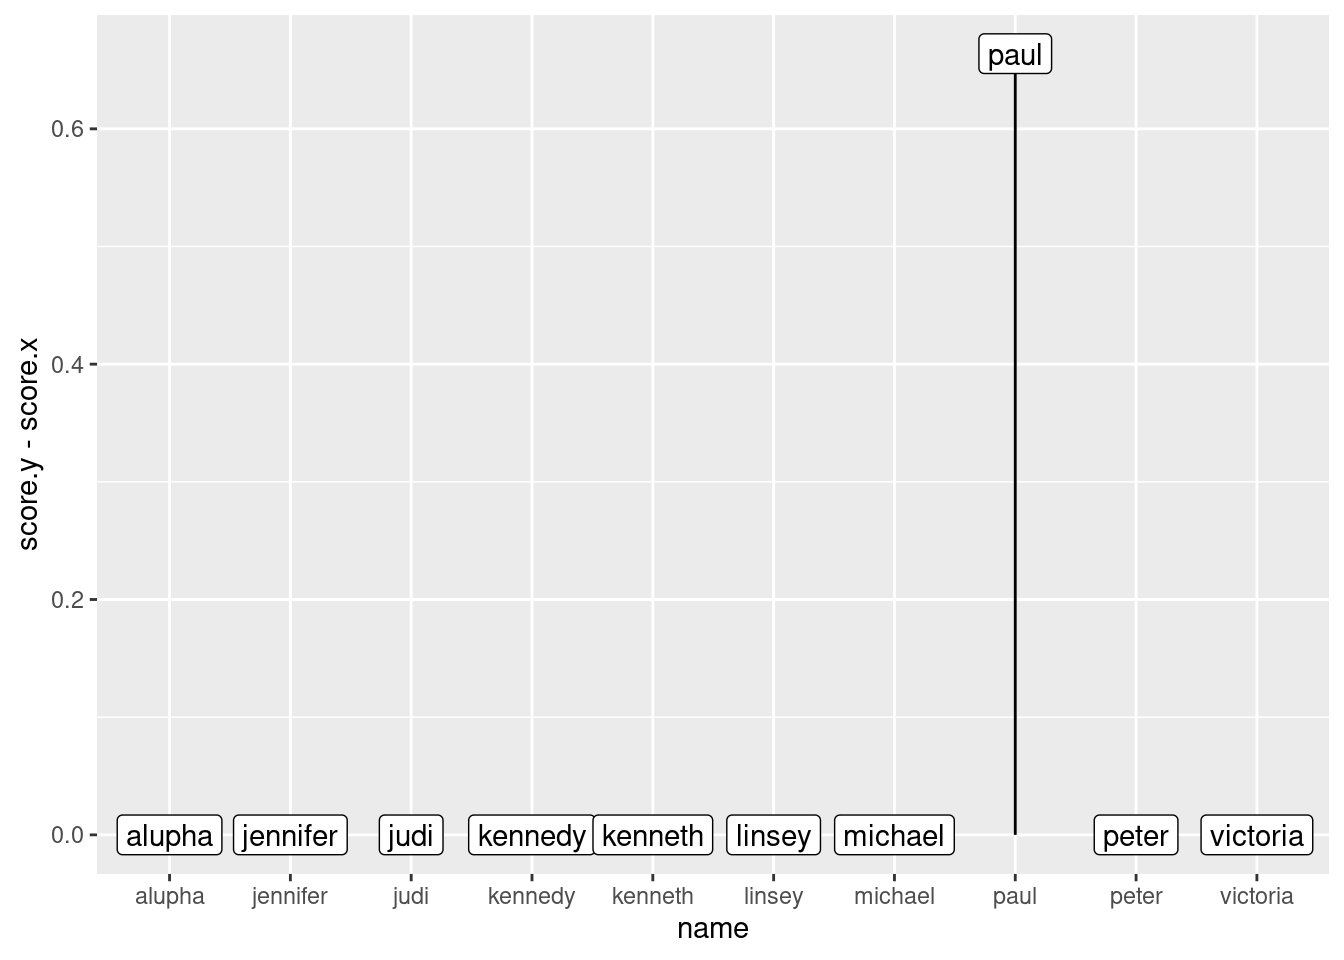 paul
0.6
0.4
0.2
0.0
score.y - score.x
alupha jennifer judi kennedy kenneth linsey michael peter victoria
alupha jennifer judi kennedy kenneth linsey michael paul peter victoria
name